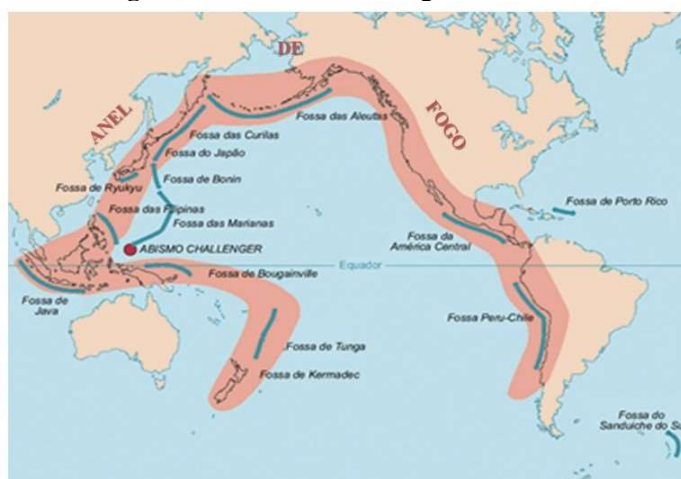 ANEL
DE
FOGO
Fossa das Aleutas
Fossa das Curilas
Fossa do Japão
Fossa de Bonin
Fossa de Ryukyu
Fossa das Filipinas
Fossa das Marianas
ABISMO CHALLENGER
Fossa de Porto Rico
Fossa da
América Central
Equador
Fossa de Bougainville
Fossa de
Java
Fossa Peru-Chile
Fossa de Tunga
Fossa de Kermadec
Fossa do
Sanduiche do Su